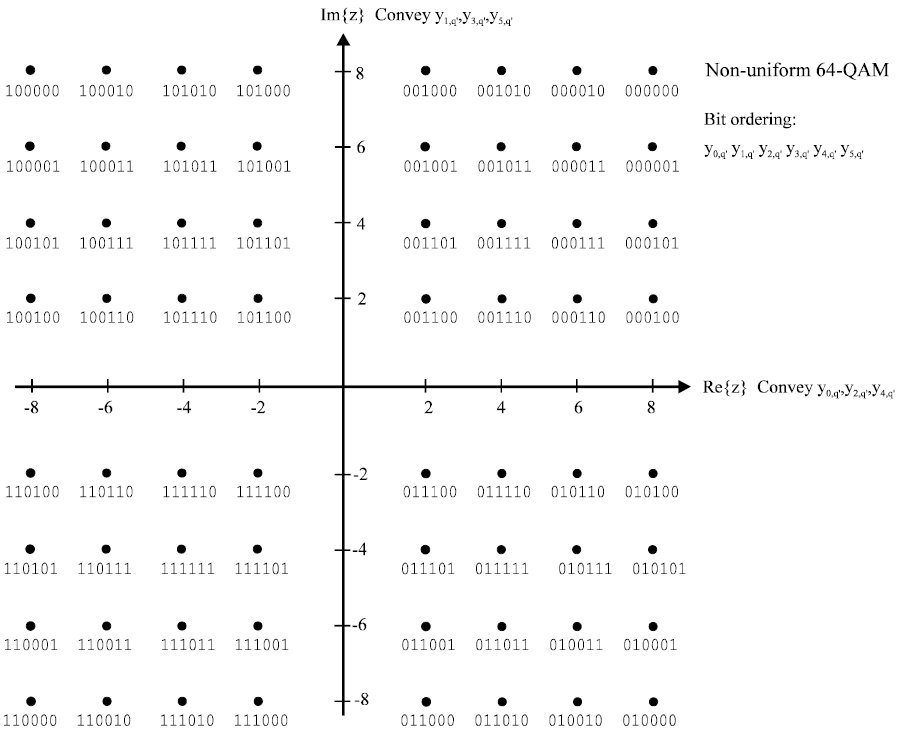 Im{z} Convey y1,q',y3,q',y5,q'
8
100000 100010 101010 101000 001000 001010 000010 000000
Non-uniform 64-QAM
Bit ordering:
y0,q' y1,q' y2,q' y3,q' y4,q' y5,q'
6
100001 100011 101011 101001 001001 001011 000011 000001
4
100101 100111 101111 101101 001101 001111 000111 000101
2
100100 100110 101110 101100 001100 001110 000110 000100
-8 -6 -4 -2 2 4 6 8
Re{z} Convey y0,q',y2,q',y4,q'
-2
110100 110110 111110 111100 011100 011110 010110 010100
-4
110101 110111 111111 111101 011101 011111 010111 010101
-6
110001 110011 111011 111001 011001 011011 010011 010001
-8
110000 110010 111010 111000 011000 011010 010010 010000